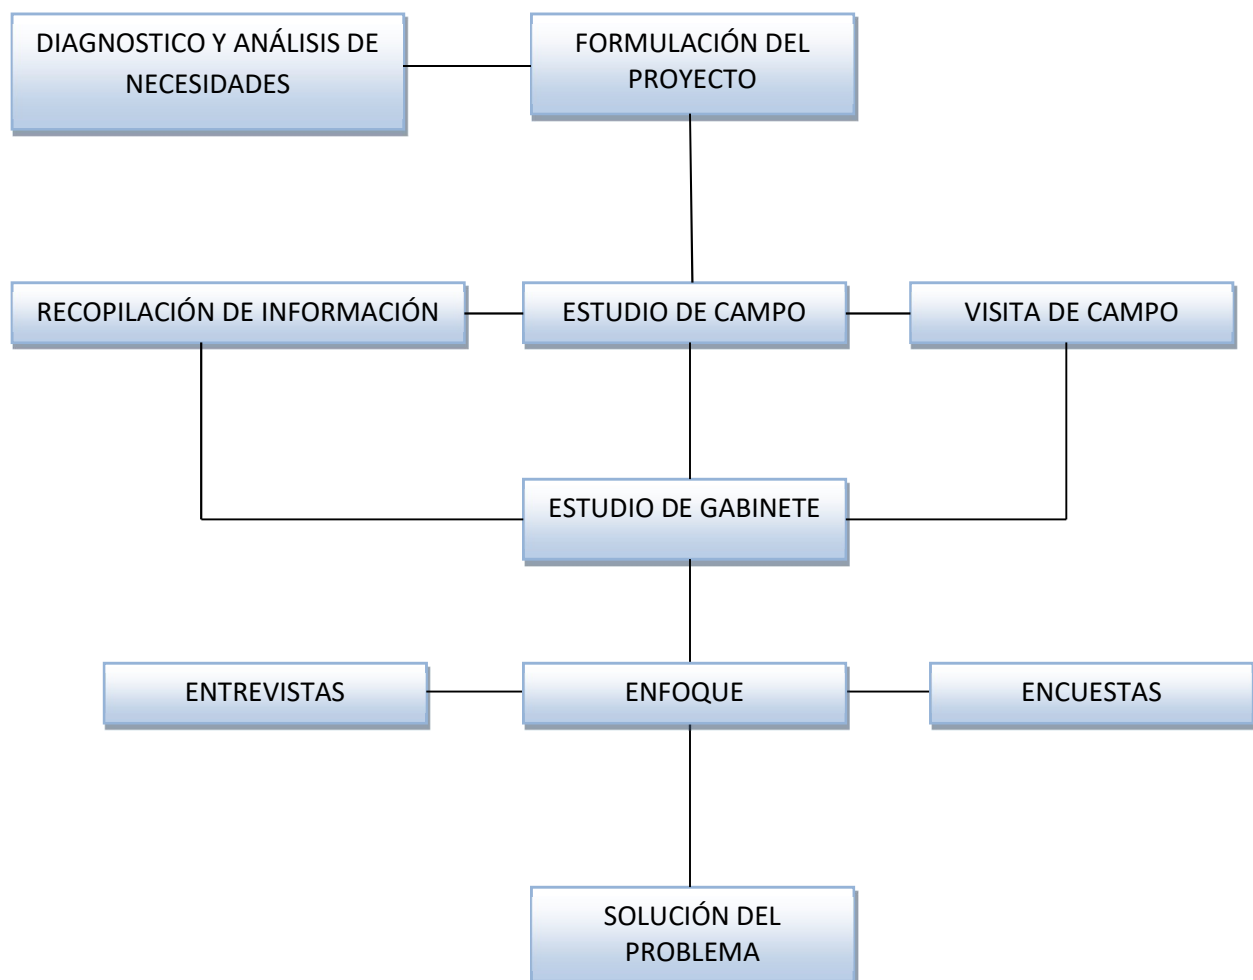 DIAGNOSTICO Y ANÁLISIS DE
NECESIDADES
FORMULACIÓN DEL
PROYECTO
RECOPILACIÓN DE INFORMACIÓN
ESTUDIO DE CAMPO
VISITA DE CAMPO
ESTUDIO DE GABINETE
ENTREVISTAS
ENFOQUE
ENCUESTAS
SOLUCIÓN DEL
PROBLEMA